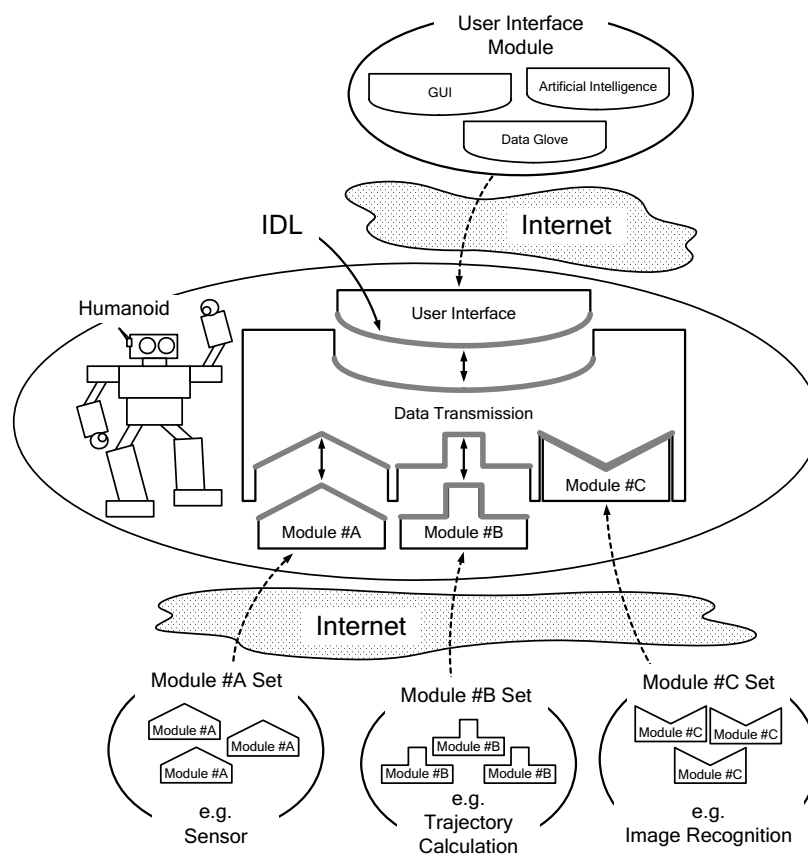 User Interface
Module
GUI
Artificial Intelligence
Data Glove
Internet
IDL
Humanoid
User Interface
Data Transmission
Module #A
Module #B
Module #C
Internet
Module #A Set
Module #A
Module #A
Module #A
e.g.
Sensor
Module #B Set
Module #B
Module #B
Module #B
e.g.
Trajectory
Calculation
Module #C Set
Module #C
Module #C
Module #C
e.g.
Image Recognition